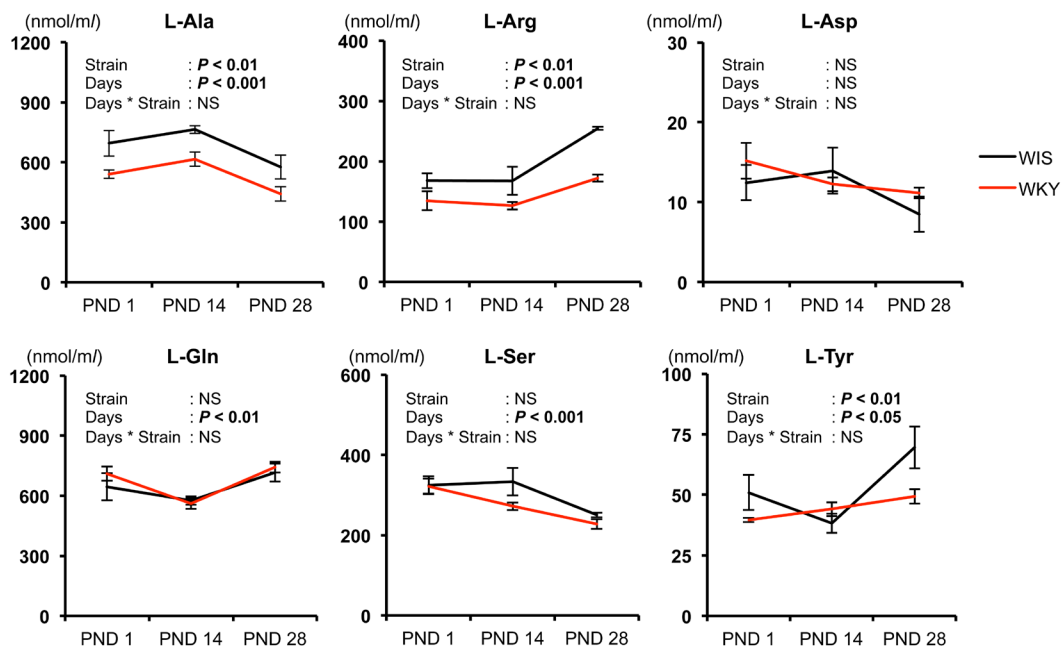 (nmol/ml) L-Ala
1200
900
600
300
0
Strain : P < 0.01
Days : P < 0.001
Days * Strain : NS
PND 1 PND 14 PND 28
(nmol/ml) L-Arg
400
300
200
100
0
Strain : P < 0.01
Days : P < 0.001
Days * Strain : NS
PND 1 PND 14 PND 28
(nmol/ml) L-Asp
30
20
10
0
Strain : NS
Days : NS
Days * Strain : NS
PND 1 PND 14 PND 28
WIS
WKY
(nmol/ml) L-Gln
1200
900
600
300
0
Strain : NS
Days : P < 0.01
Days * Strain : NS
PND 1 PND 14 PND 28
(nmol/ml) L-Ser
600
400
200
0
Strain : NS
Days : P < 0.001
Days * Strain : NS
PND 1 PND 14 PND 28
(nmol/ml) L-Tyr
100
75
50
25
0
Strain : P < 0.01
Days : P < 0.05
Days * Strain : NS
PND 1 PND 14 PND 28